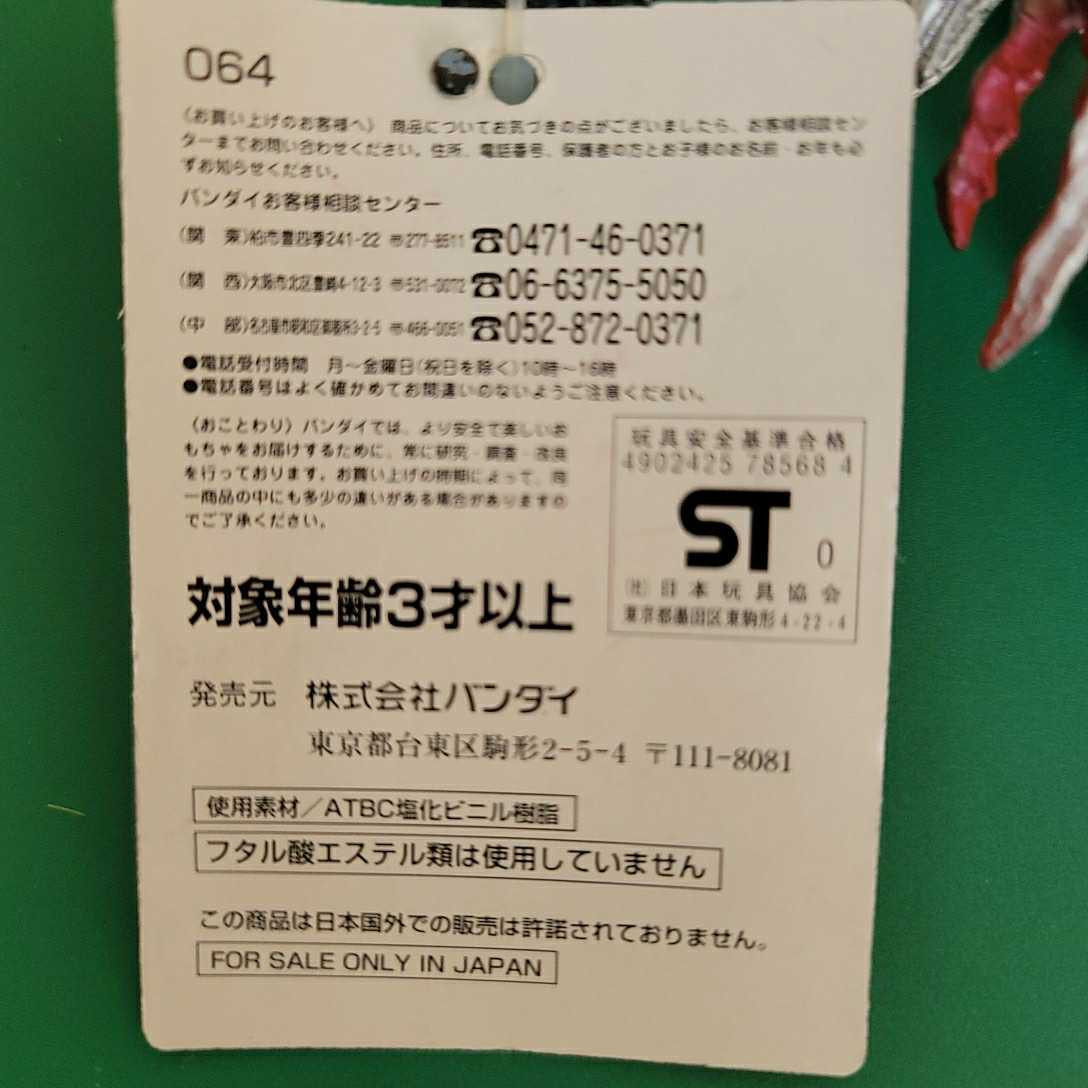 064
〈お買い上げのお客様へ〉 商品についてお気づきの点がございましたら、お客様相談セン
ターまでお問い合わせください。住所、電話番号、保護者の方とお子様のお名前・お年も必
ずお知らせください。
バンダイお客様相談センター
(関 東)柏市豊四季241-22 〒277-8511 ☎0471-46-0371
(関 西)大阪市北区豊崎4-12-3 〒531-0072 ☎06-6375-5050
(中 部)名古屋市昭和区御器所3-2-5 〒466-0051 ☎052-872-0371
●電話受付時間 月〜金曜日(祝日を除く)10時〜16時
●電話番号はよく確かめてお間違いのないようご注意ください。
〈おことわり〉バンダイでは、より安全で楽しいお
もちゃをお届けするために、常に研究・調査・改良
を行っております。お買い上げの時期によって、同
一商品の中にも多少の違いがある場合がありますの
でご了承ください。
玩具安全基準合格
4902425 78568 4
ST 0
(社)日本玩具協会
東京都墨田区東駒形4-22-4
対象年齢3才以上
発売元 株式会社バンダイ
東京都台東区駒形2-5-4 〒111-8081
使用素材/ATBC塩化ビニル樹脂
フタル酸エステル類は使用していません
この商品は日本国外での販売は許諾されておりません。
FOR SALE ONLY IN JAPAN